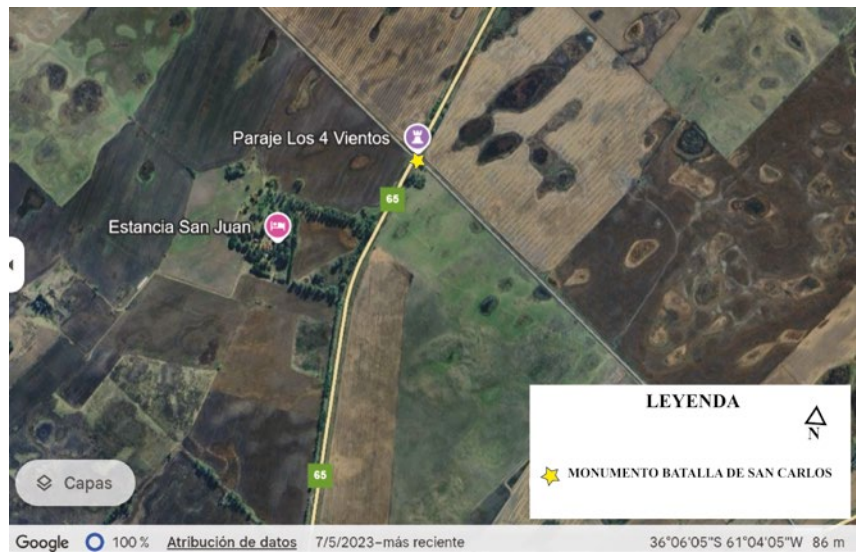 Paraje Los 4 Vientos
65
Estancia San Juan
LEYENDA
N
MONUMENTO BATALLA DE SAN CARLOS
65
Capas
Google 100 % Atribución de datos 7/5/2023–más reciente 36°06'05"S 61°04'05"W 86 m